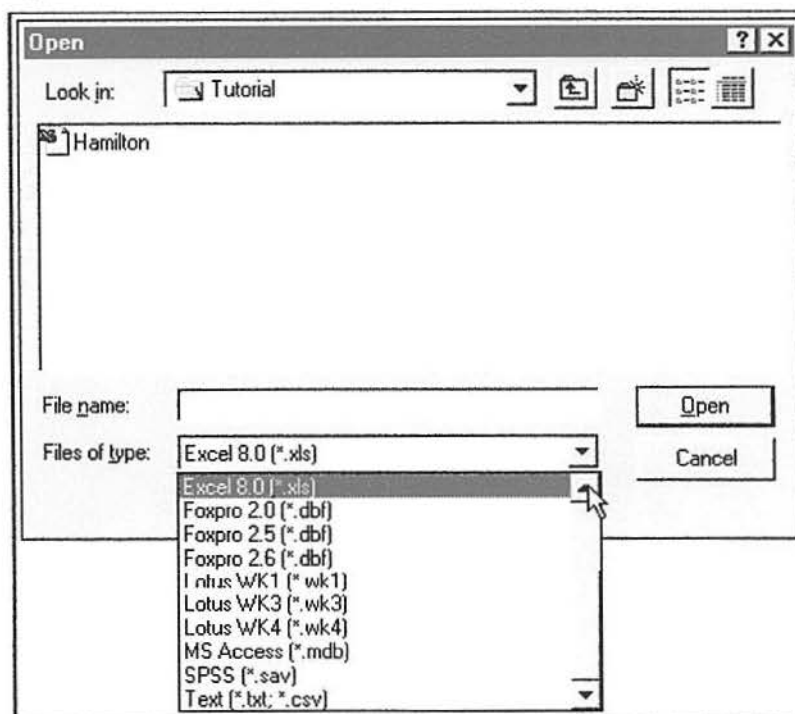 Open
Look in: Tutorial
Hamilton
File name: Open
Files of type: Excel 8.0 (*.xls) Cancel
Excel 8.0 (*.xls)
Foxpro 2.0 (*.dbf)
Foxpro 2.5 (*.dbf)
Foxpro 2.6 (*.dbf)
Lotus WK1 (*.wk1)
Lotus WK3 (*.wk3)
Lotus WK4 (*.wk4)
MS Access (*.mdb)
SPSS (*.sav)
Text (*.txt; *.csv)